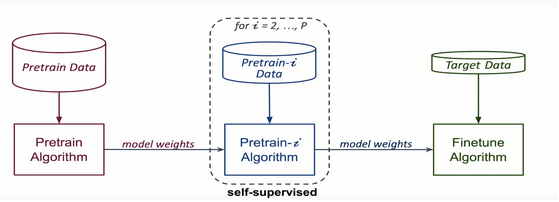 for i = 2, ..., P
Pretrain Data
Pretrain-i
Data
Target Data
Pretrain
Algorithm
model weights
Pretrain-i
Algorithm
model weights
Finetune
Algorithm
self-supervised